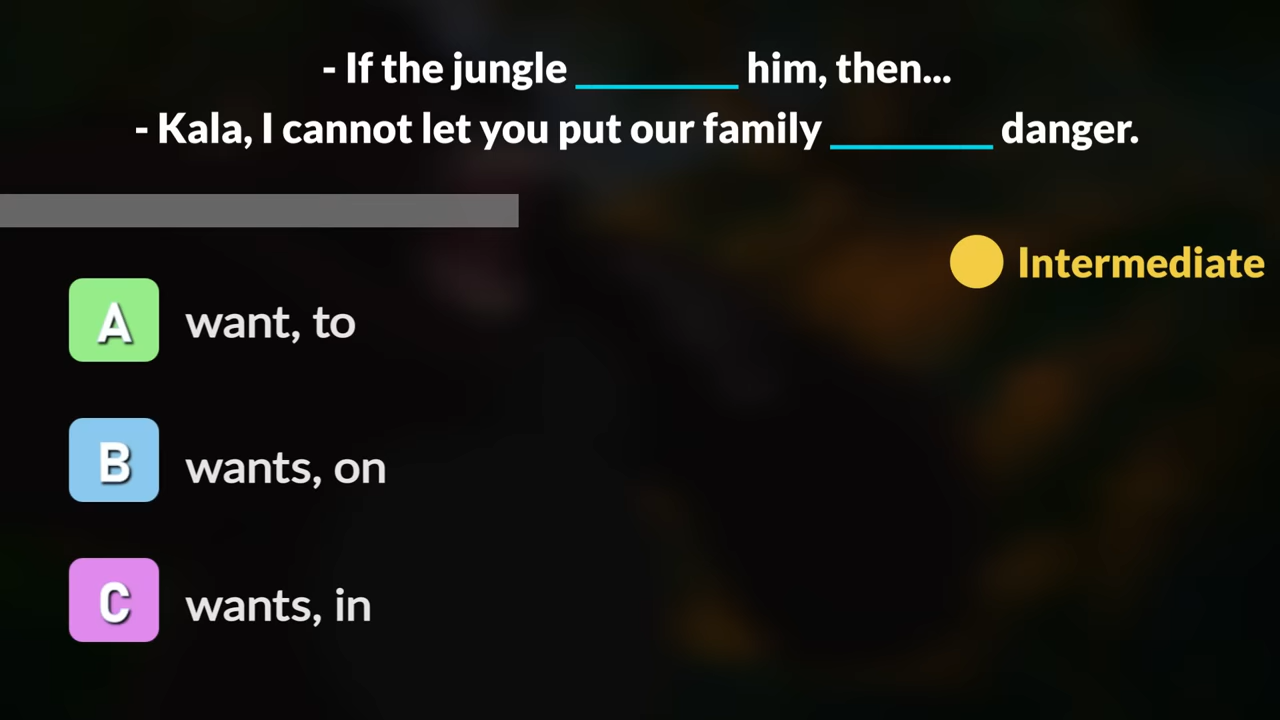 - If the jungle ________ him, then...
- Kala, I cannot let you put our family ________ danger.
Intermediate
A want, to
B wants, on
C wants, in